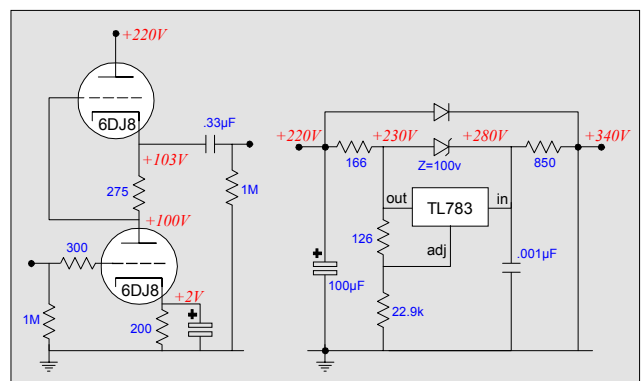 +220V
6DJ8
.33µF
+103V
275
1M
+100V
300
6DJ8
+2V
1M
200
+220V
+230V
+280V
+340V
166
Z=100v
850
out
TL783
in
126
adj
100µF
.001µF
22.9k